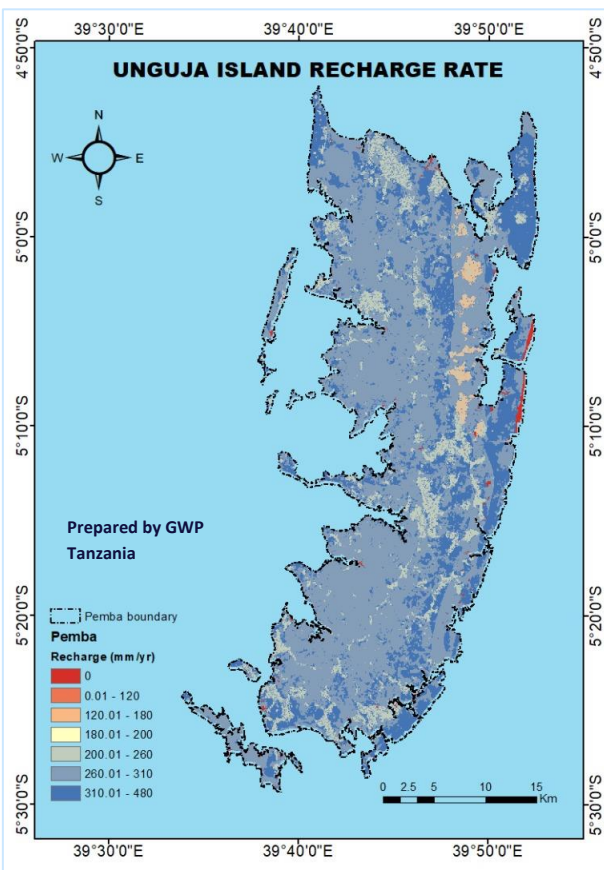 39°30'0"E 39°40'0"E 39°50'0"E
4°50'0"S 4°50'0"S
UNGUJA ISLAND RECHARGE RATE
N
W E
S
5°0'0"S 5°0'0"S
5°10'0"S 5°10'0"S
Prepared by GWP
Tanzania
5°20'0"S 5°20'0"S
Pemba boundary
Pemba
Recharge (mm/yr)
0
0.01 - 120
120.01 - 180
180.01 - 200
200.01 - 260
260.01 - 310
310.01 - 480
0 2.5 5 10 15
Km
5°30'0"S 5°30'0"S
39°30'0"E 39°40'0"E 39°50'0"E